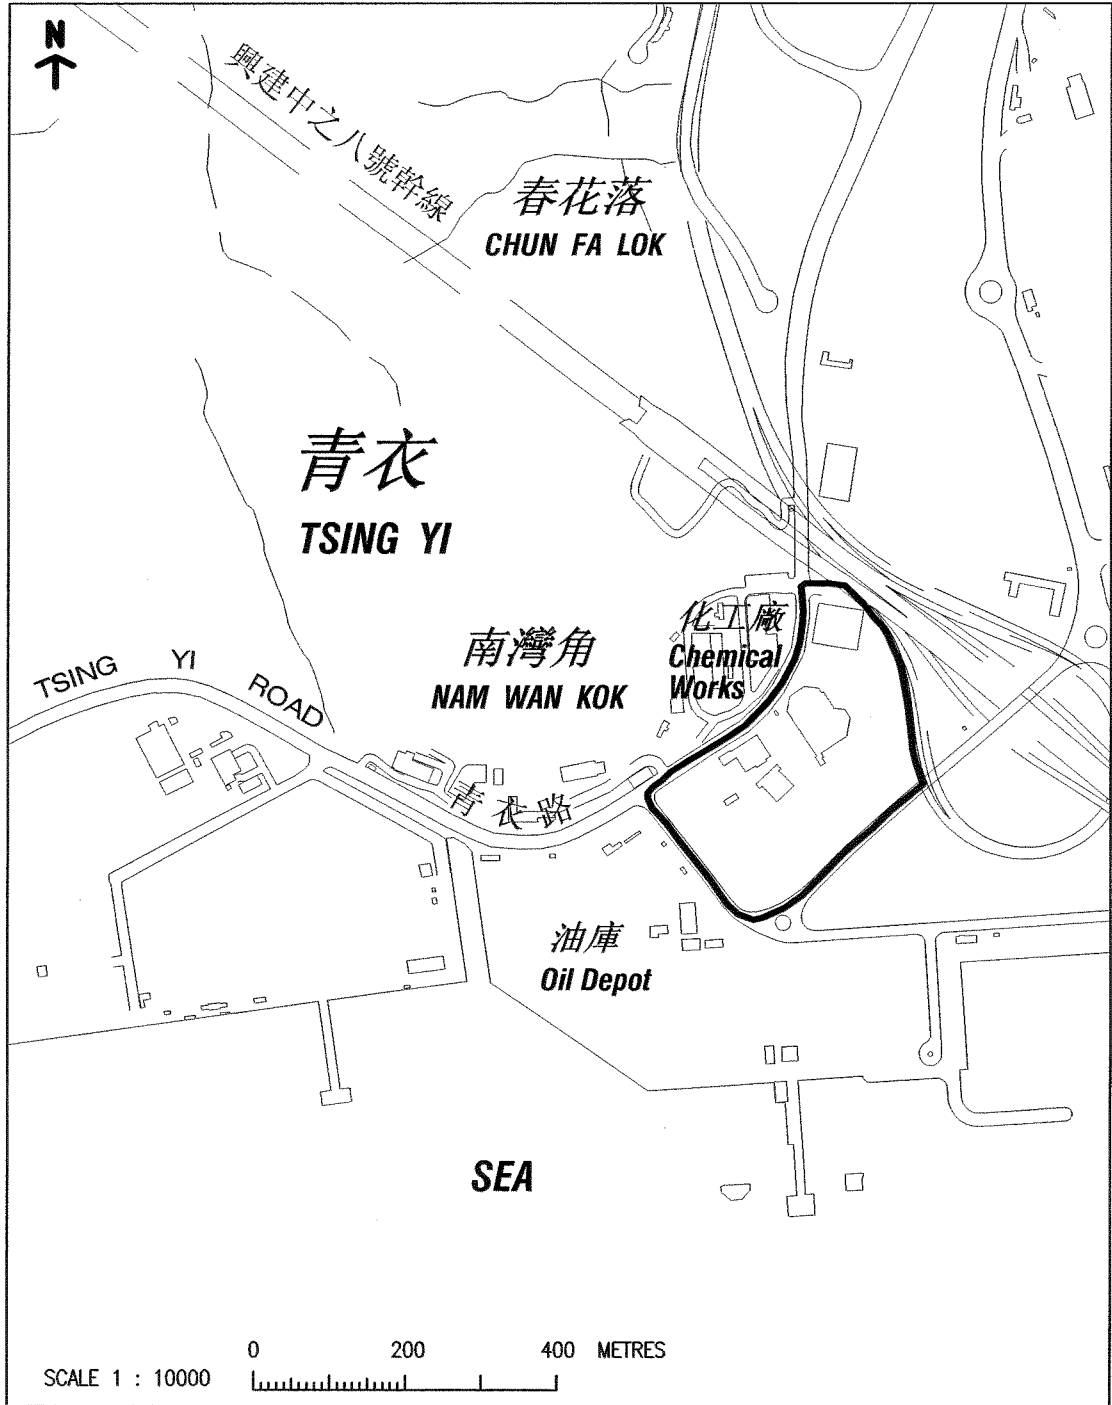 N
興建中之八號幹線
春花落
CHUN FA LOK
青衣
TSING YI
化工廠
Chemical
Works
南灣角
NAM WAN KOK
TSING YI ROAD
青衣路
油庫
Oil Depot
SEA
0 200 400 METRES
SCALE 1 : 10000